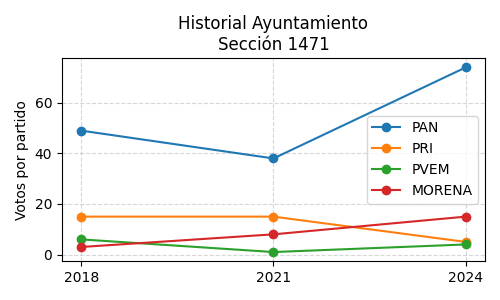 Historial Ayuntamiento
Sección 1471
Votos por partido
60
40
20
0
2018
2021
2024
PAN
PRI
PVEM
MORENA